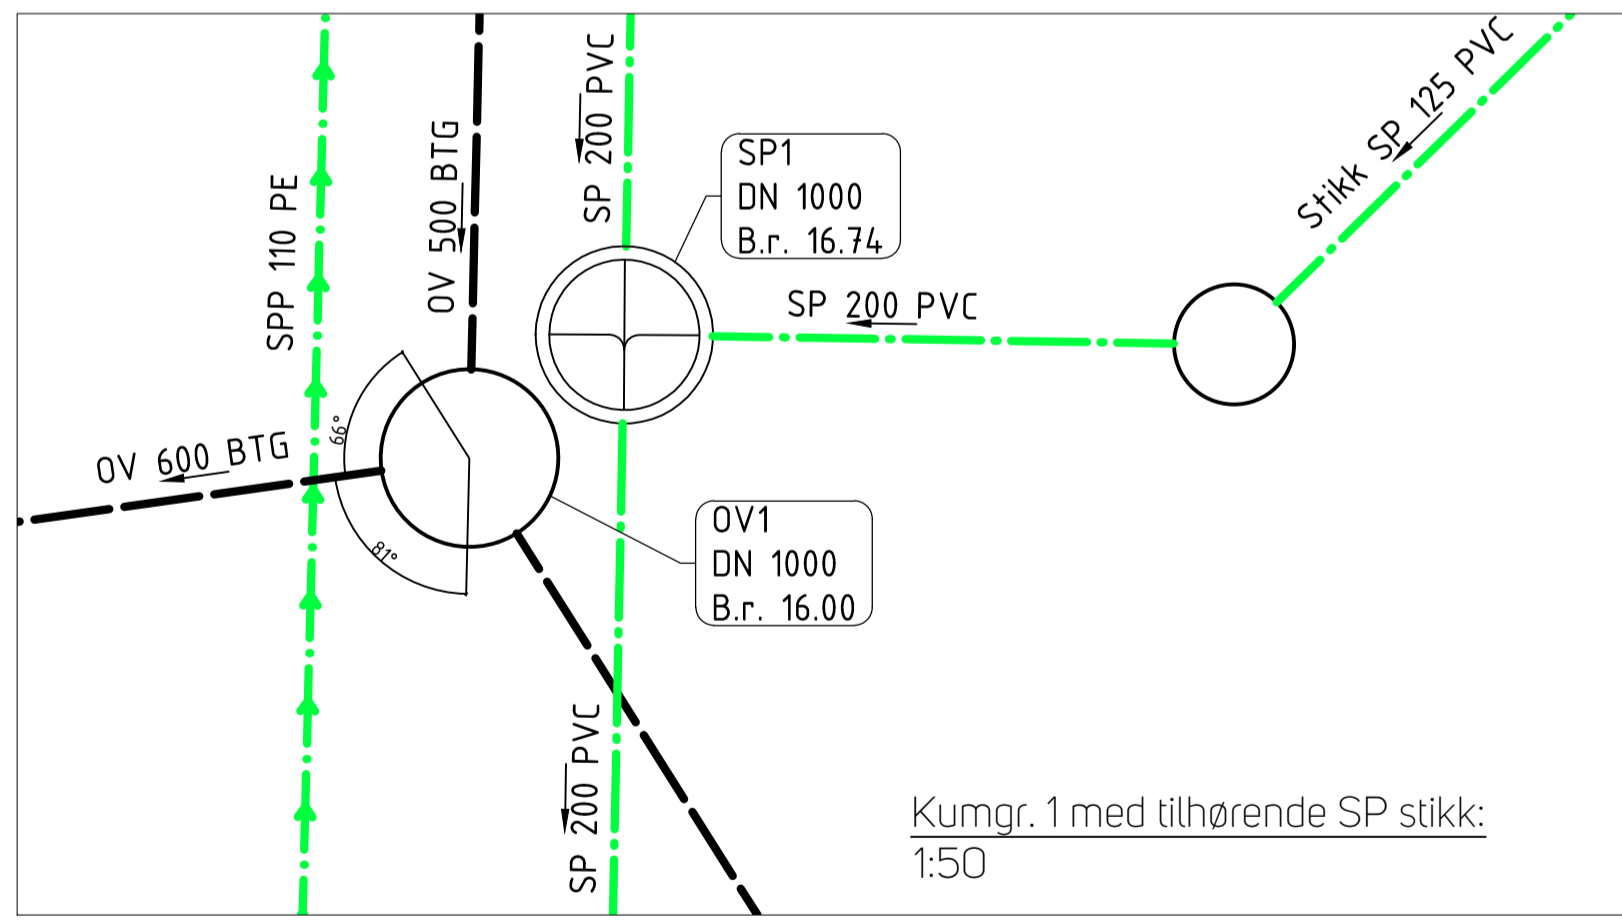 SPP 110 PE
OV 500 BTG
SP 200 PVC
SP1
DN 1000
B.r. 16.74
Stikk SP 125 PVC
SP 200 PVC
66°
OV 600 BTG
81°
OV1
DN 1000
B.r. 16.00
SP 200 PVC
Kumgr. 1 med tilhørende SP stikk:
1:50